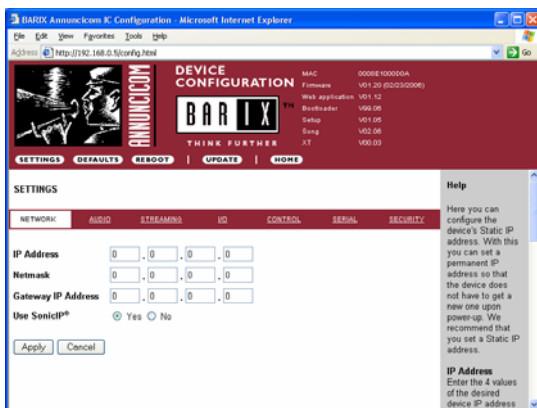 BARIX Annuncicom IC Configuration - Microsoft Internet Explorer
File Edit View Favorites Tools Help
Address http://192.168.0.5/config.html Go
ANNUNCICOM
DEVICE
CONFIGURATION
BARIX TM
THINK FURTHER
MAC 0008E100000A
Firmware V01.20 (02/23/2006)
Web application V01.12
Bootloader V99.06
Setup V01.05
Song V02.06
XT V00.03
SETTINGS DEFAULTS REBOOT | UPDATE | HOME
SETTINGS
NETWORK AUDIO STREAMING I/O CONTROL SERIAL SECURITY
IP Address 0 . 0 . 0 . 0
Netmask 0 . 0 . 0 . 0
Gateway IP Address 0 . 0 . 0 . 0
Use SonicIP® Yes No
Apply Cancel
Help
Here you can
configure the
device's Static IP
address. With this
you can set a
permanent IP
address so that
the device does
not have to get a
new one upon
power-up. We
recommend that
you set a Static IP
address.
IP Address
Enter the 4 values
of the desired
device IP address